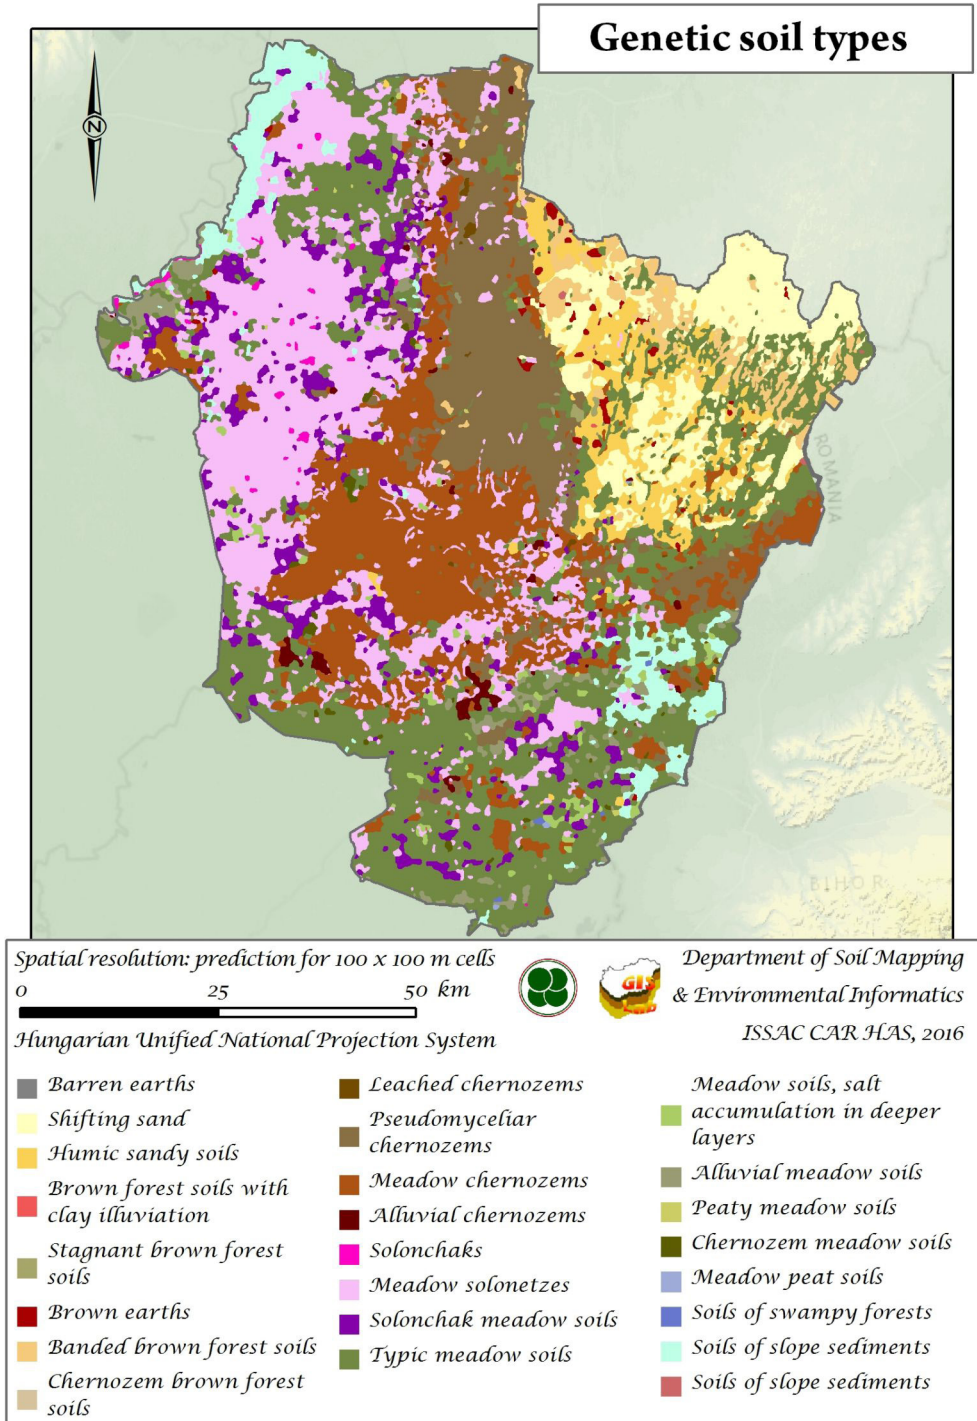 Genetic soil types
N
ROMANIA
BIHOR
Spatial resolution: prediction for 100 x 100 m cells
0 25 50 km
Hungarian Unified National Projection System
GIS
Department of Soil Mapping
& Environmental Informatics
ISSAC CAR HAS, 2016
Barren earths
Shifting sand
Humic sandy soils
Brown forest soils with
clay illuviation
Stagnant brown forest
soils
Brown earths
Banded brown forest soils
Chernozem brown forest
soils
Leached chernozems
Pseudomyceliar
chernozems
Meadow chernozems
Alluvial chernozems
Solonchaks
Meadow solonetzes
Solonchak meadow soils
Typic meadow soils
Meadow soils, salt
accumulation in deeper
layers
Alluvial meadow soils
Peaty meadow soils
Chernozem meadow soils
Meadow peat soils
Soils of swampy forests
Soils of slope sediments
Soils of slope sediments